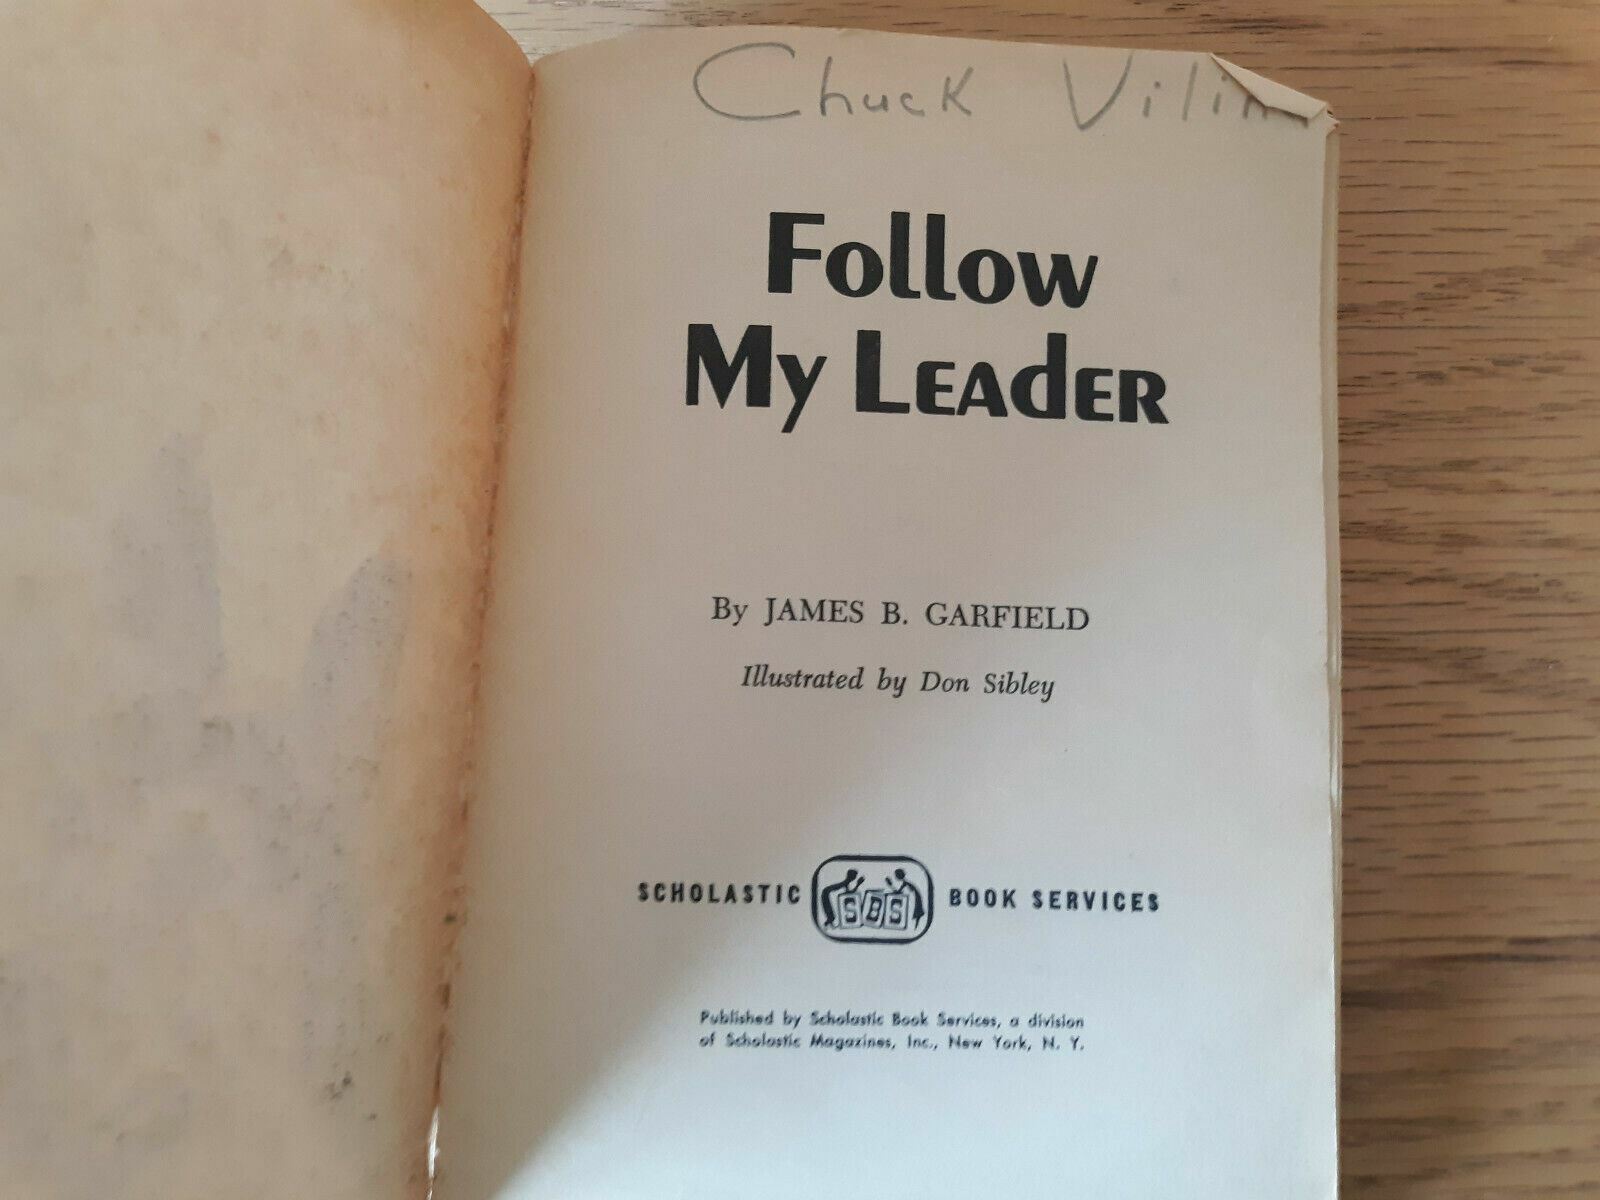 Chuck
Follow
My Leader
By JAMES B. GARFIELD
Illustrated by Don Sibley
SCHOLASTIC SBS BOOK SERVICES
Published by Scholastic Book Services, a division
of Scholastic Magazines, Inc., New York, N. Y.